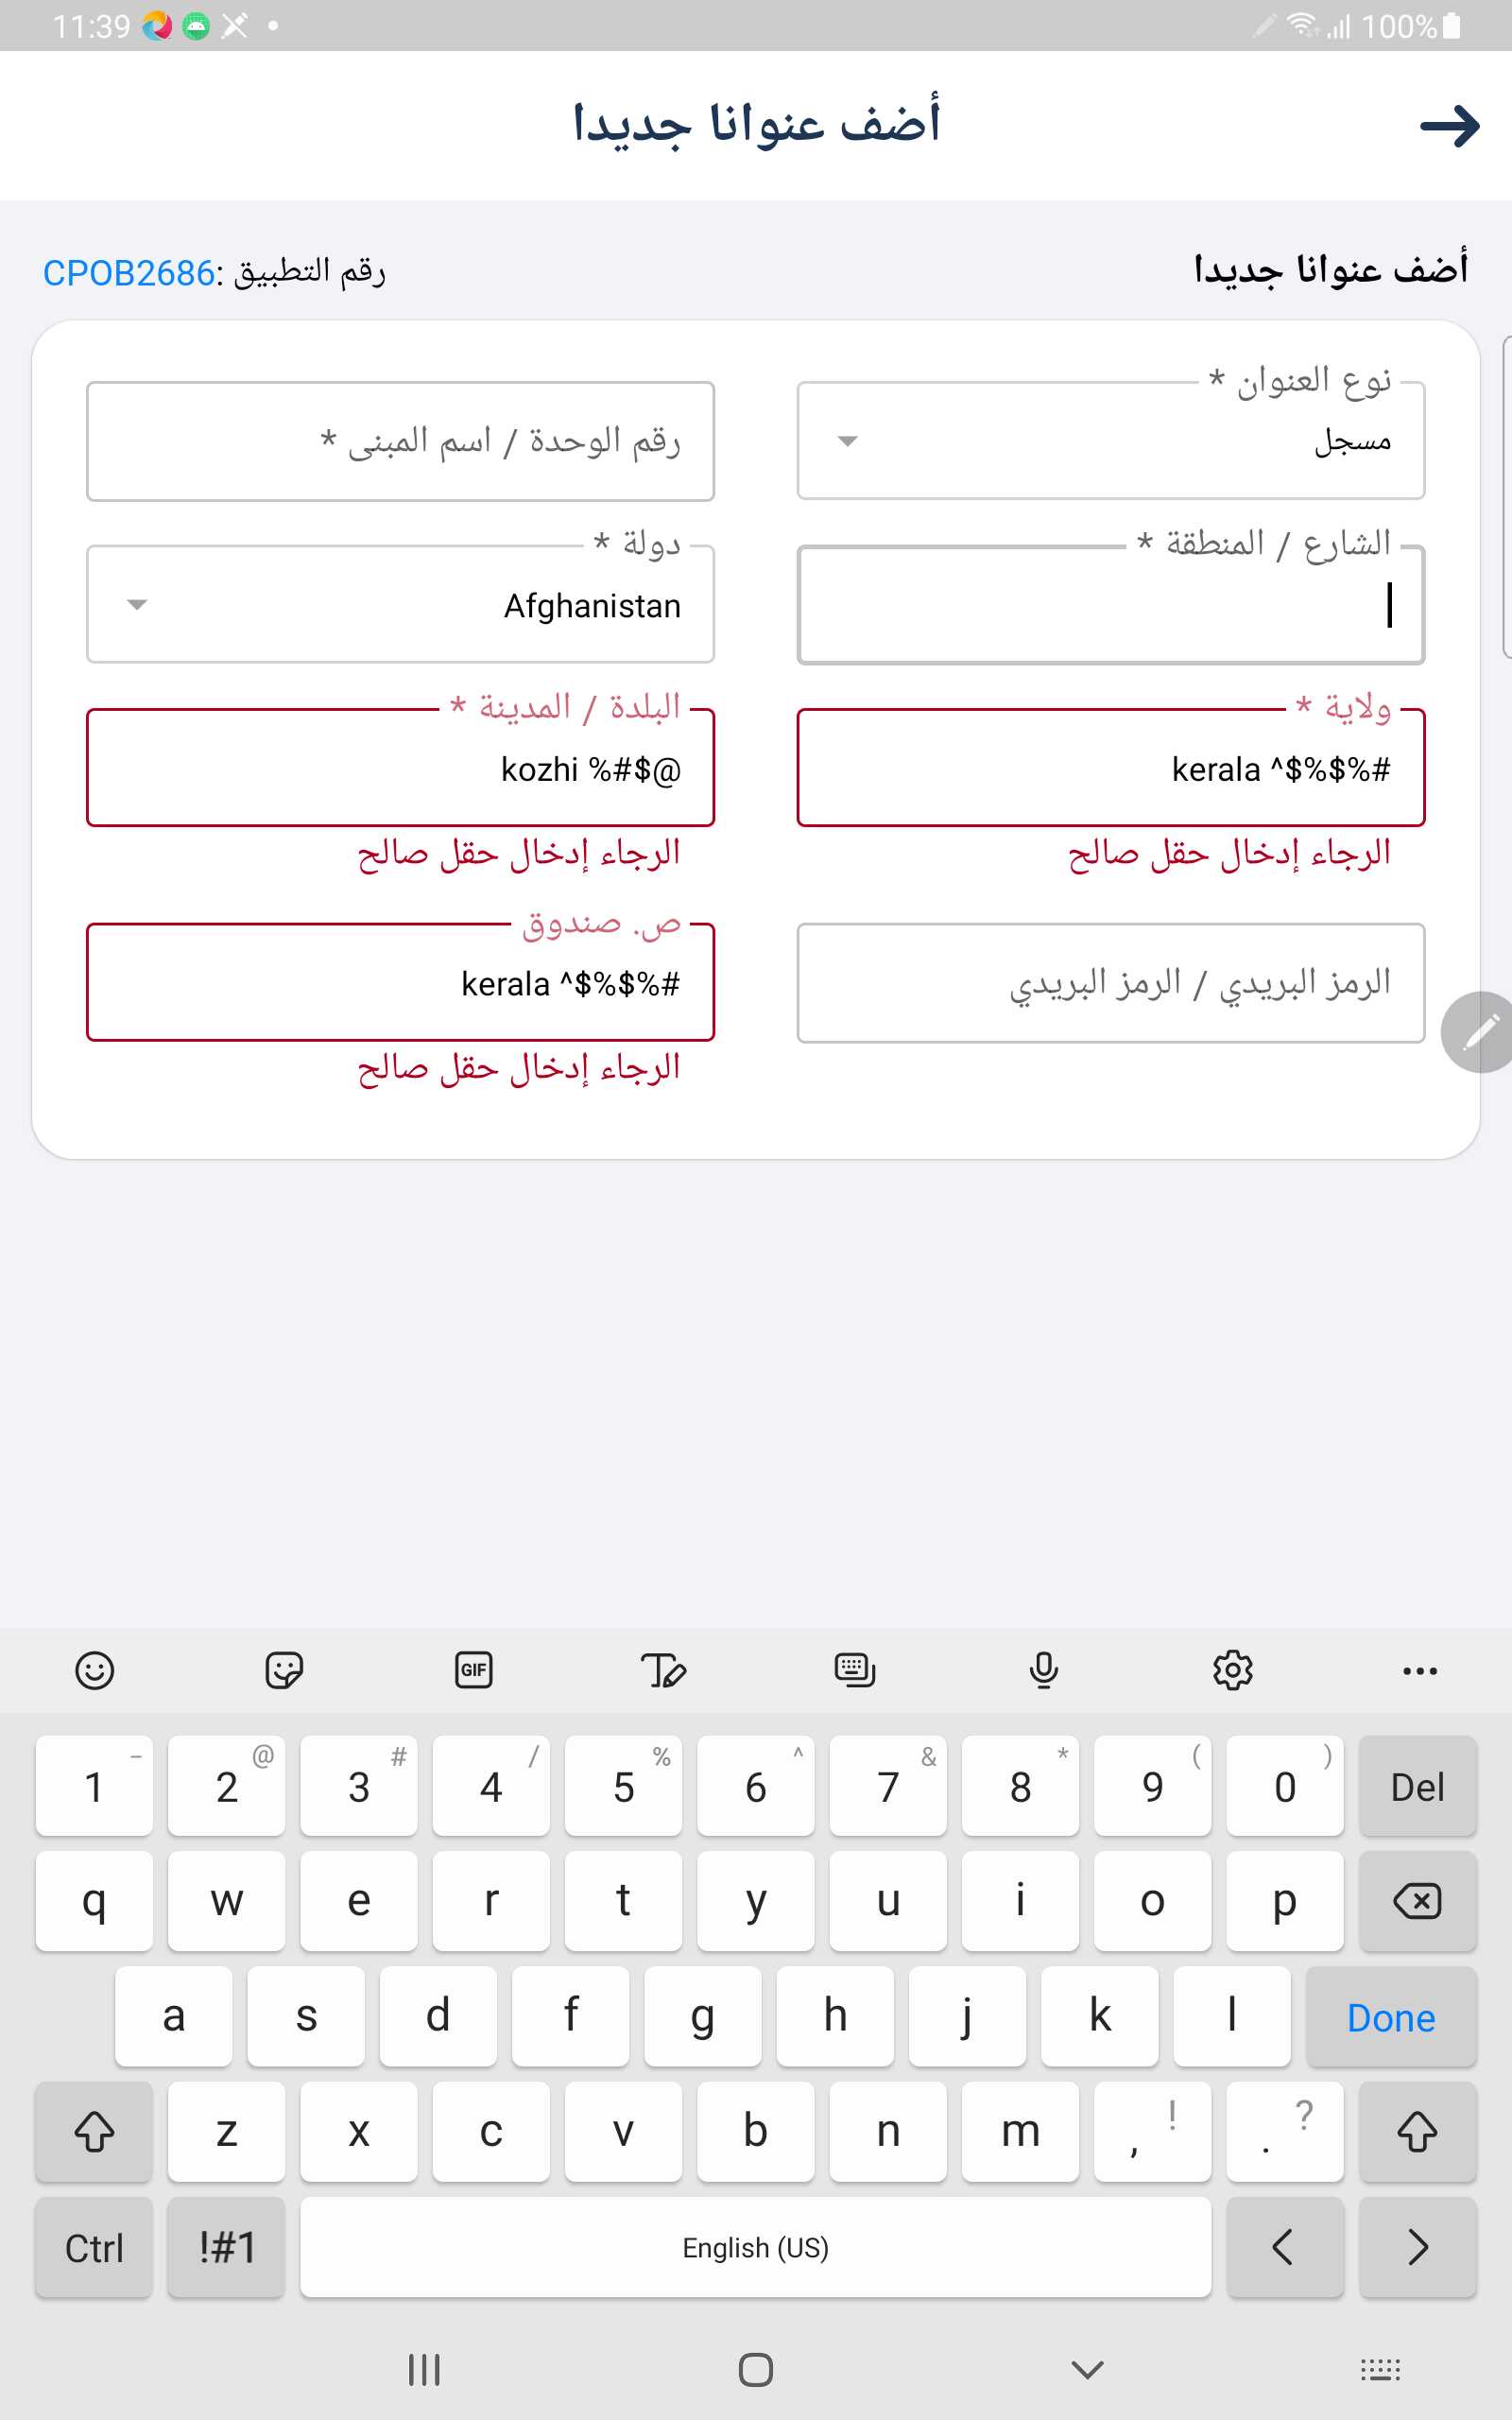 11:39
100%
أضف عنوانا جديدا
أضف عنوانا جديدا
رقم التطبيق :CPOB2686
نوع العنوان *
مسجل
رقم الوحدة / اسم المبنى *
الشارع / المنطقة *
دولة *
Afghanistan
ولاية *
kerala ^$%$%#
الرجاء إدخال حقل صالح
البلدة / المدينة *
kozhi %#$@
الرجاء إدخال حقل صالح
الرمز البريدي / الرمز البريدي
ص. صندوق
kerala ^$%$%#
الرجاء إدخال حقل صالح
GIF
1 - 2 @ 3 # 4 / 5 % 6 ^ 7 & 8 * 9 ( 0 ) Del
q w e r t y u i o p
a s d f g h j k l Done
z x c v b n m , ! . ?
Ctrl !#1 English (US) < >